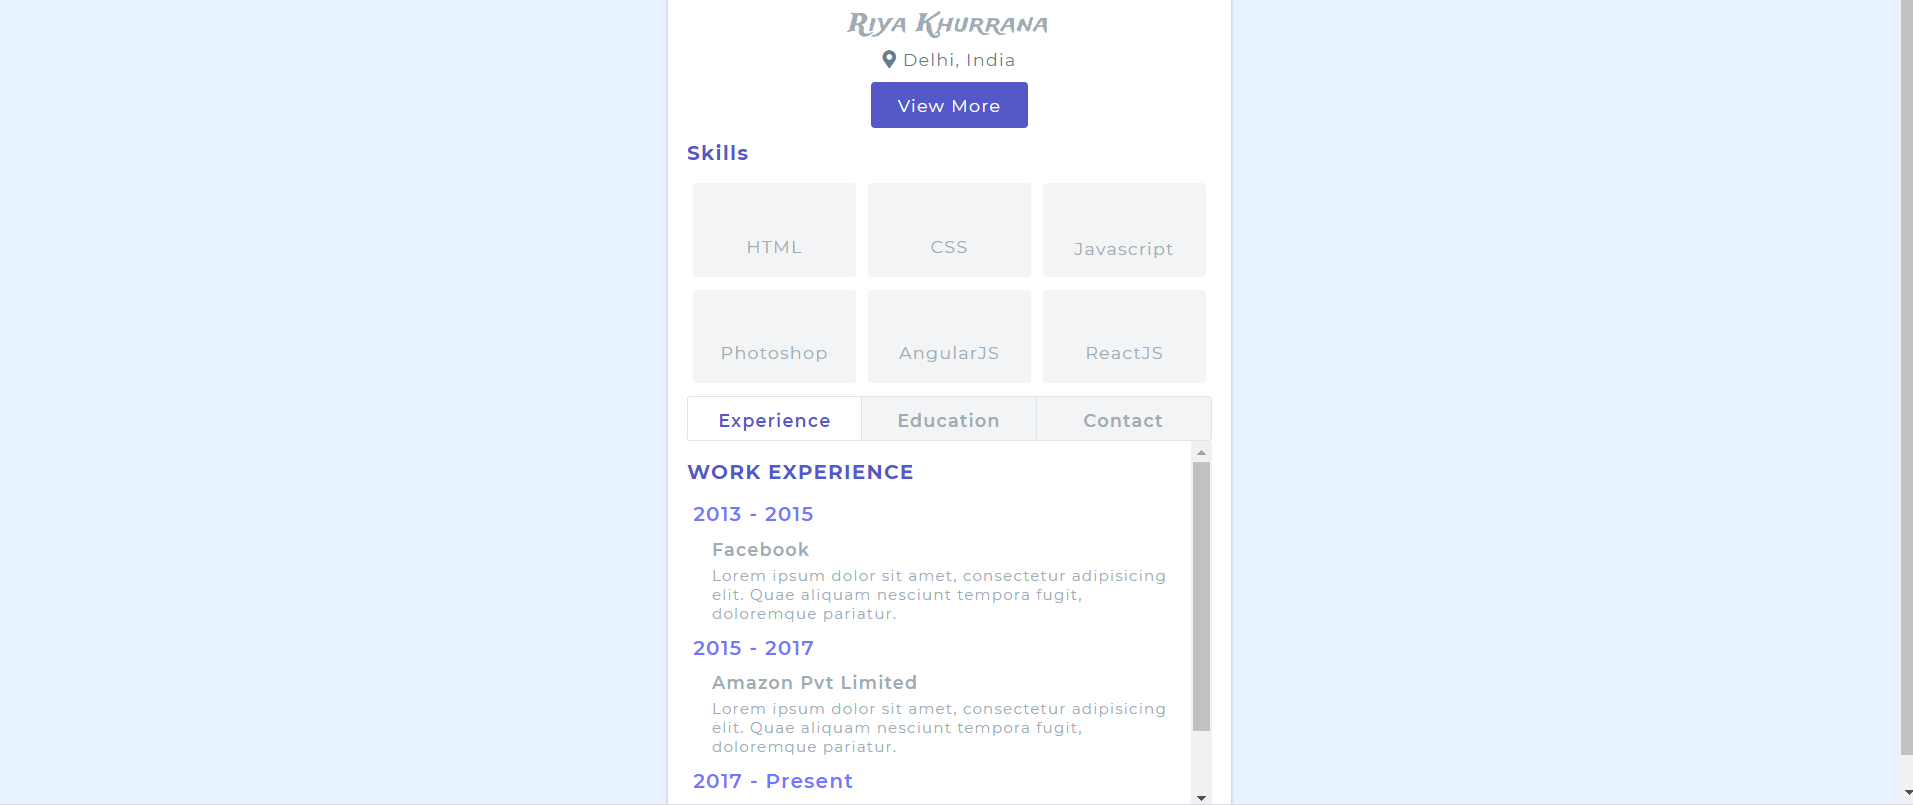 Riya Khurrana
Delhi, India
View More
Skills
HTML CSS Javascript
Photoshop AngularJS ReactJS
Experience Education Contact
WORK EXPERIENCE
2013 - 2015
Facebook
Lorem ipsum dolor sit amet, consectetur adipisicing
elit. Quae aliquam nesciunt tempora fugit,
doloremque pariatur.
2015 - 2017
Amazon Pvt Limited
Lorem ipsum dolor sit amet, consectetur adipisicing
elit. Quae aliquam nesciunt tempora fugit,
doloremque pariatur.
2017 - Present